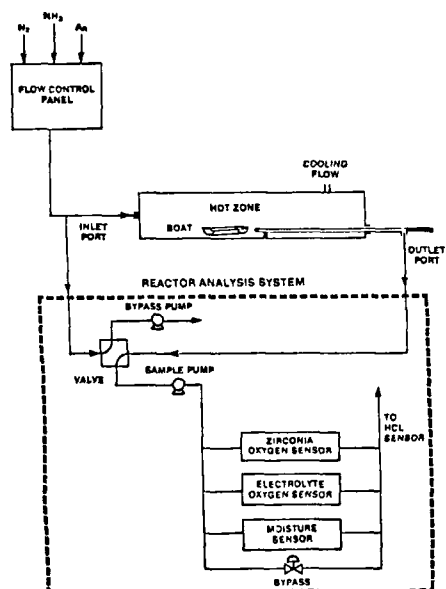 N₂ NH₃ AR
FLOW CONTROL
PANEL
COOLING
FLOW
HOT ZONE
INLET
PORT
BOAT
OUTLET
PORT
REACTOR ANALYSIS SYSTEM
BYPASS PUMP
VALVE
SAMPLE PUMP
TO
HCL
SENSOR
ZIRCONIA
OXYGEN SENSOR
ELECTROLYTE
OXYGEN SENSOR
MOISTURE
SENSOR
BYPASS